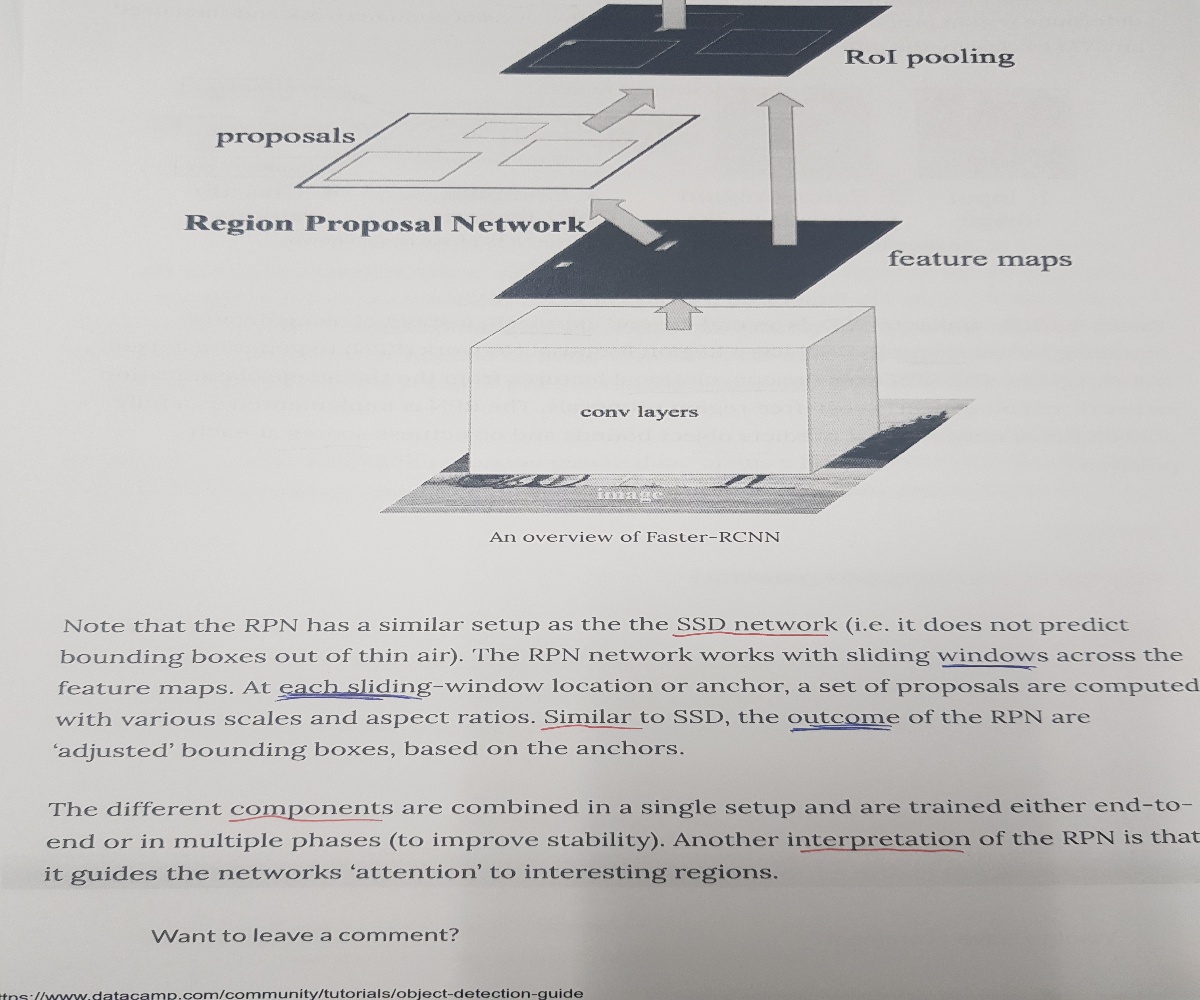 RoI pooling
proposals
Region Proposal Network
feature maps
conv layers
image
An overview of Faster-RCNN
Note that the RPN has a similar setup as the the SSD network (i.e. it does not predict
bounding boxes out of thin air). The RPN network works with sliding windows across the
feature maps. At each sliding-window location or anchor, a set of proposals are computed
with various scales and aspect ratios. Similar to SSD, the outcome of the RPN are
‘adjusted’ bounding boxes, based on the anchors.
The different components are combined in a single setup and are trained either end-to-
end or in multiple phases (to improve stability). Another interpretation of the RPN is that
it guides the networks ‘attention’ to interesting regions.
Want to leave a comment?
ttps://www.datacamp.com/community/tutorials/object-detection-guide